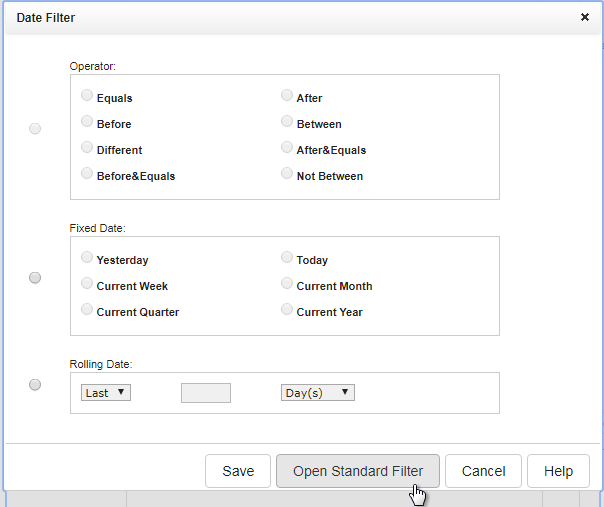 Date Filter
Operator:
Equals After
Before Between
Different After&Equals
Before&Equals Not Between
Fixed Date:
Yesterday Today
Current Week Current Month
Current Quarter Current Year
Rolling Date:
Last Day(s)
Save Open Standard Filter Cancel Help